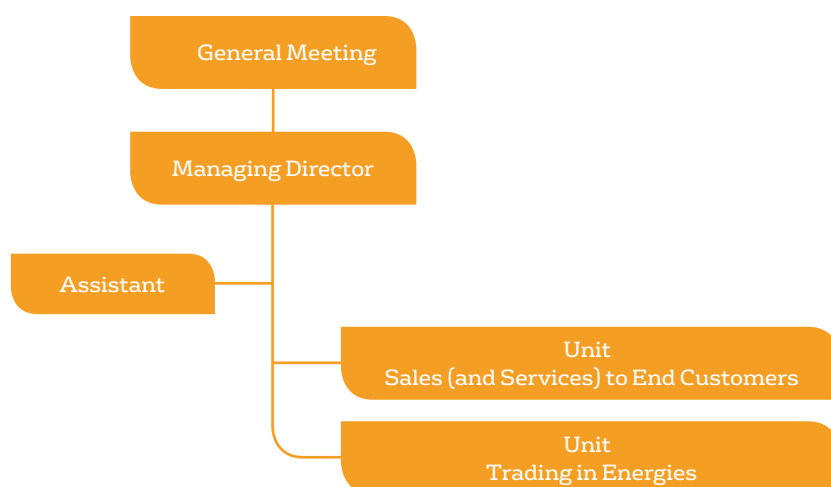 General Meeting
Managing Director
Assistant
Unit
Sales (and Services) to End Customers
Unit
Trading in Energies